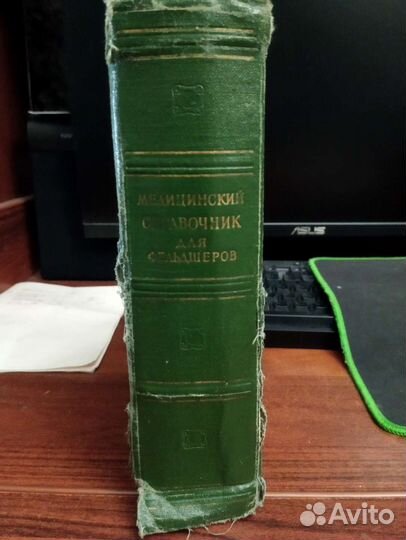 МЕДИЦИНСКИЙ
СПРАВОЧНИК
ДЛЯ
ФЕЛЬДШЕРОВ
ASUS
Avito